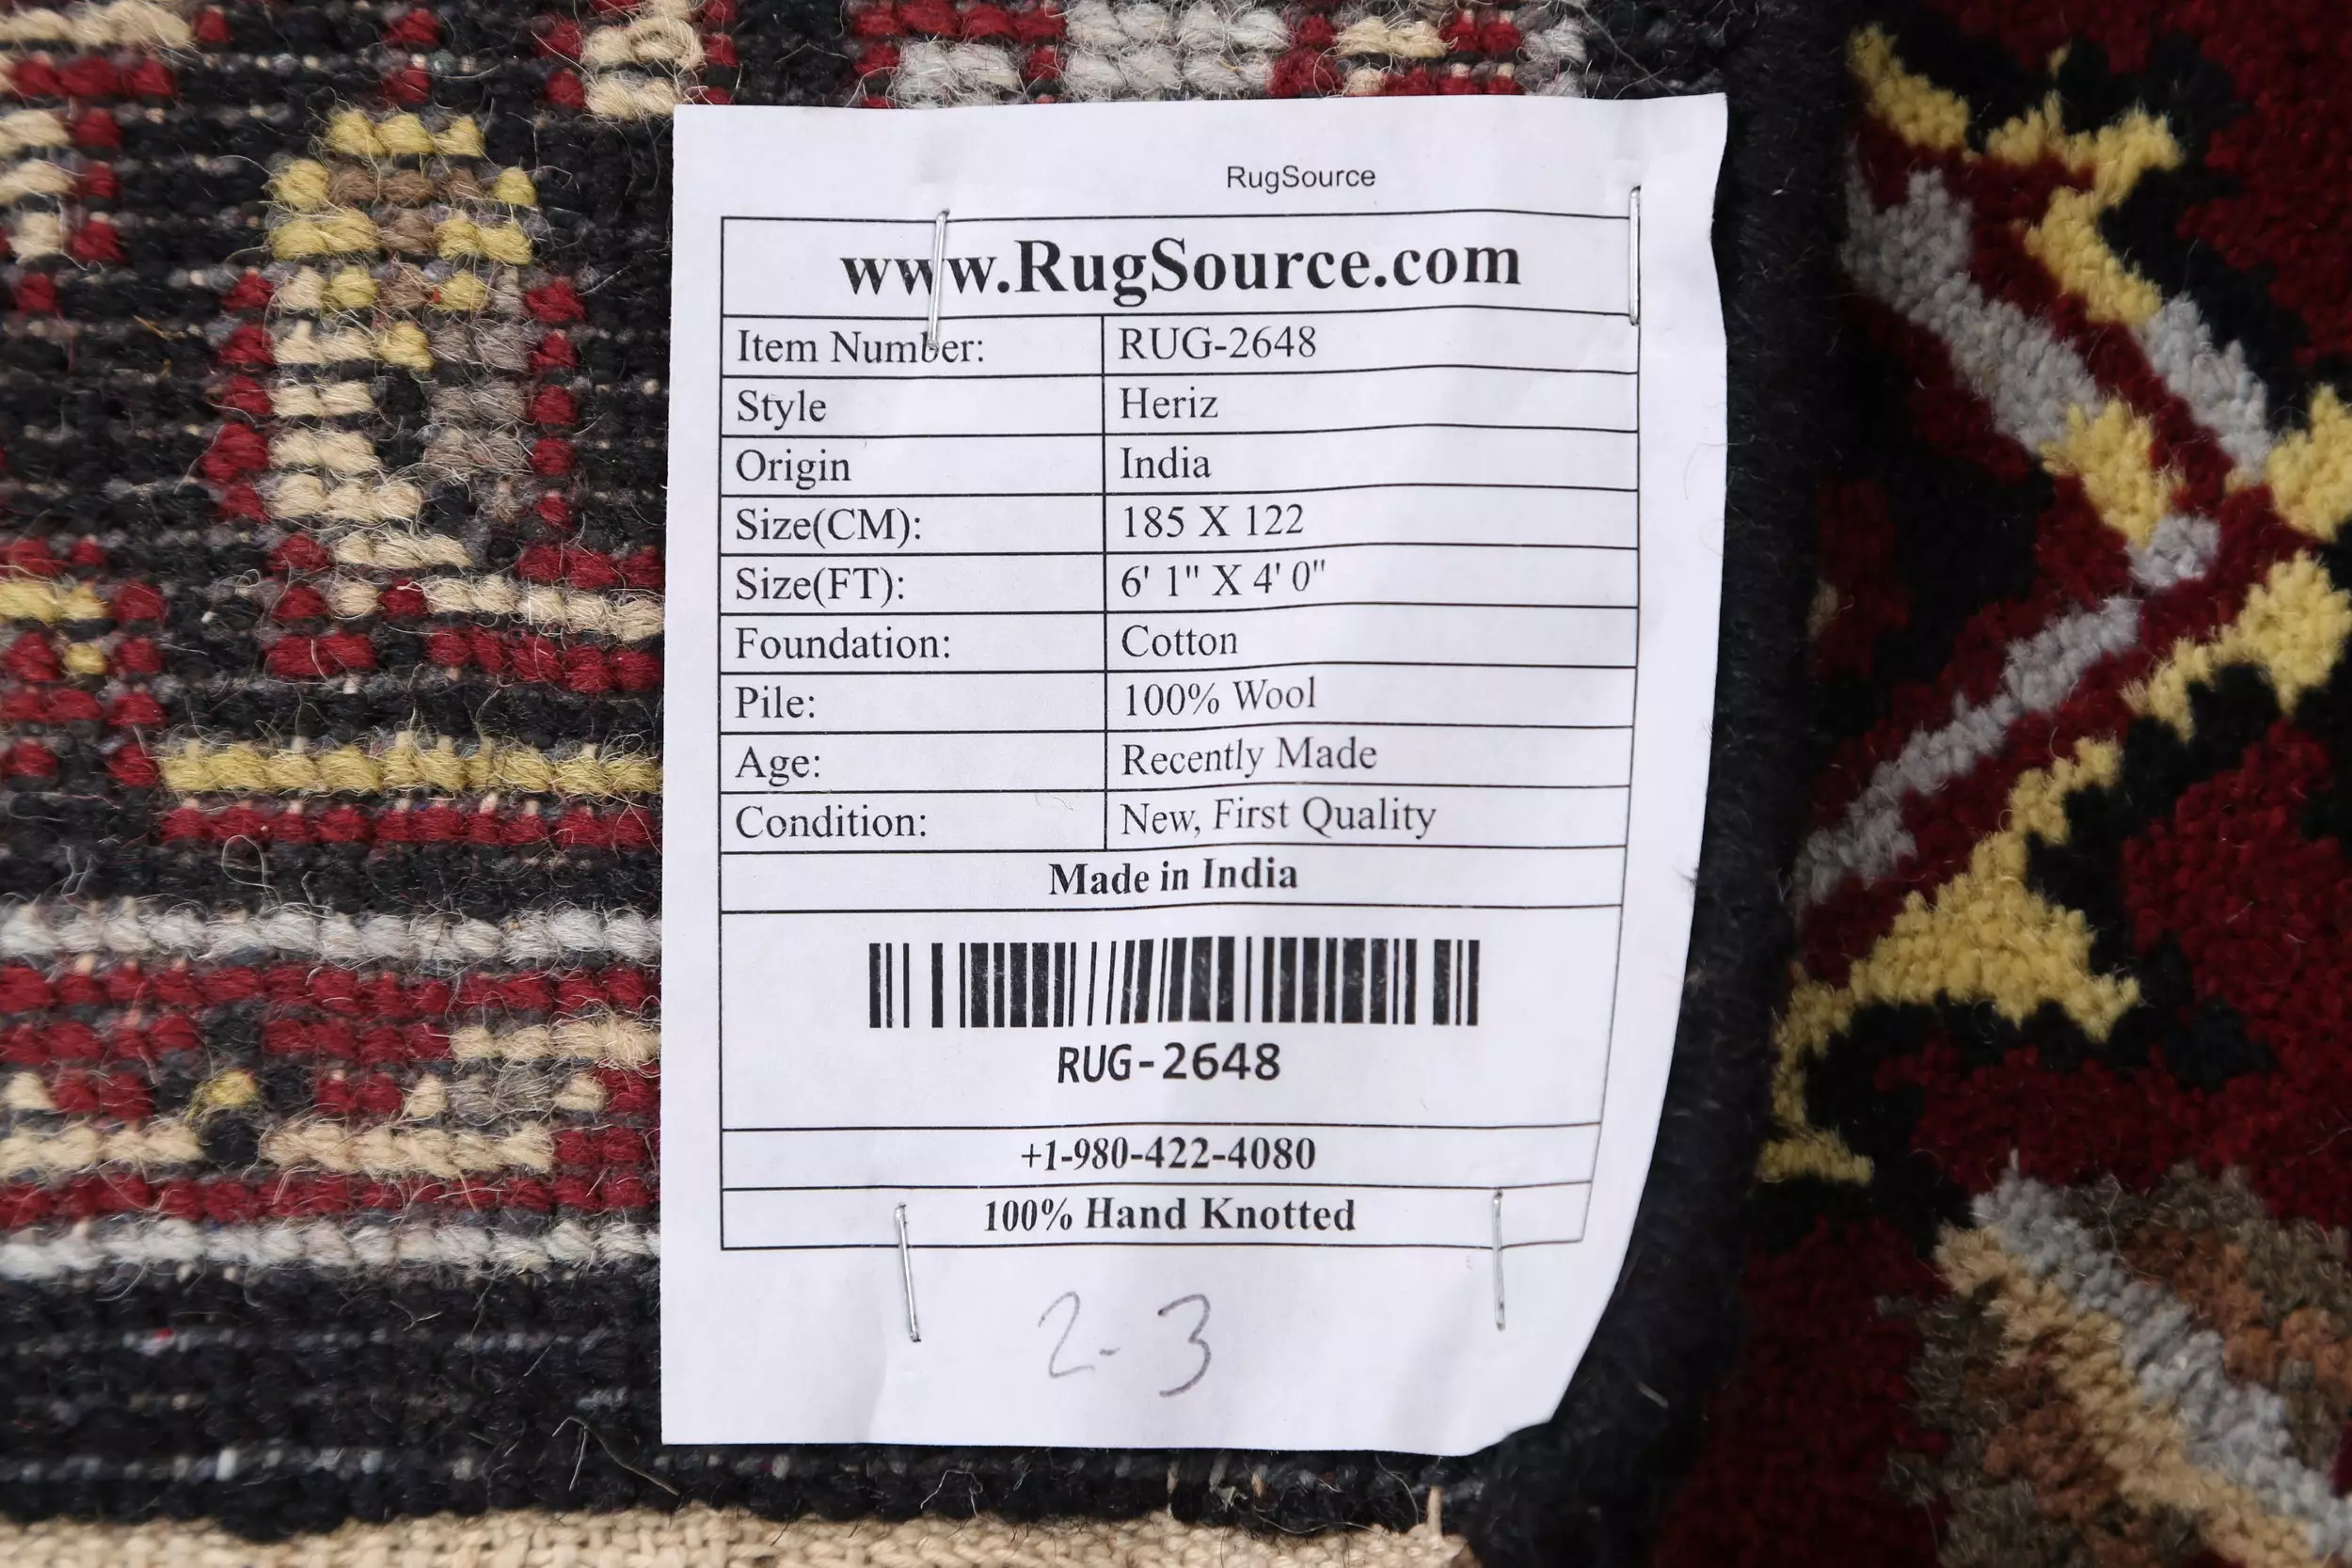 RugSource
www.RugSource.com
Item Number: RUG-2648
Style Heriz
Origin India
Size(CM): 185 X 122
Size(FT): 6' 1" X 4' 0"
Foundation: Cotton
Pile: 100% Wool
Age: Recently Made
Condition: New, First Quality
Made in India
RUG-2648
+1-980-422-4080
100% Hand Knotted
2-3